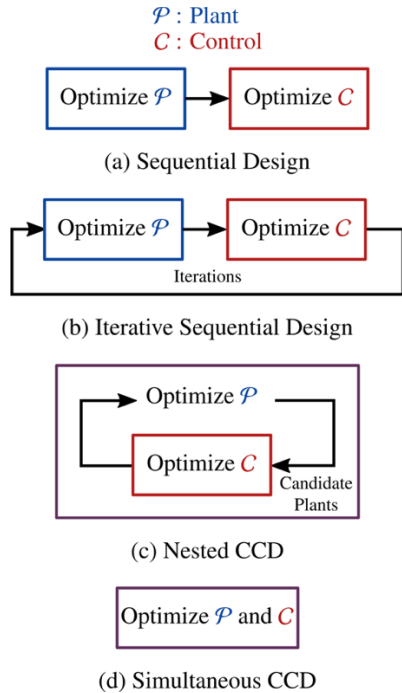 𝒫 : Plant
𝒞 : Control
Optimize 𝒫
Optimize 𝒞
(a) Sequential Design
Optimize 𝒫
Optimize 𝒞
Iterations
(b) Iterative Sequential Design
Optimize 𝒫
Optimize 𝒞
Candidate
Plants
(c) Nested CCD
Optimize 𝒫 and 𝒞
(d) Simultaneous CCD